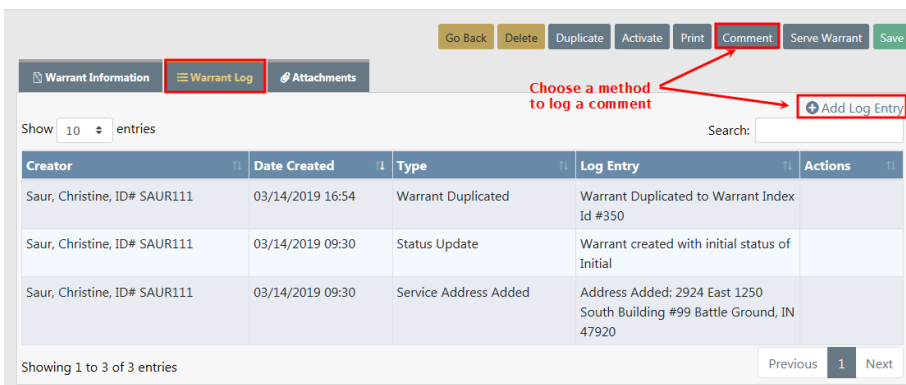 Go Back Delete Duplicate Activate Print Comment Serve Warrant Save
Warrant Information Warrant Log Attachments
Choose a method
to log a comment
Add Log Entry
Show 10 entries Search:
Creator Date Created Type Log Entry Actions
Saur, Christine, ID# SAUR111 03/14/2019 16:54 Warrant Duplicated Warrant Duplicated to Warrant Index
Id #350
Saur, Christine, ID# SAUR111 03/14/2019 09:30 Status Update Warrant created with initial status of
Initial
Saur, Christine, ID# SAUR111 03/14/2019 09:30 Service Address Added Address Added: 2924 East 1250
South Building #99 Battle Ground, IN
47920
Showing 1 to 3 of 3 entries Previous 1 Next